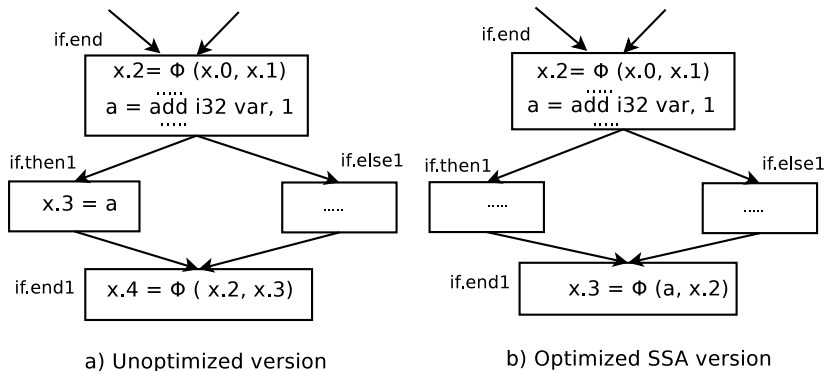 if.end
x.2= Φ (x.0, x.1)
.....
a = add i32 var, 1
.....
if.then1
if.else1
x.3 = a
.....
if.end1
x.4 = Φ ( x.2, x.3)
a) Unoptimized version
if.end
x.2= Φ (x.0, x.1)
.....
a = add i32 var, 1
.....
if.then1
if.else1
.....
.....
if.end1
x.3 = Φ (a, x.2)
b) Optimized SSA version